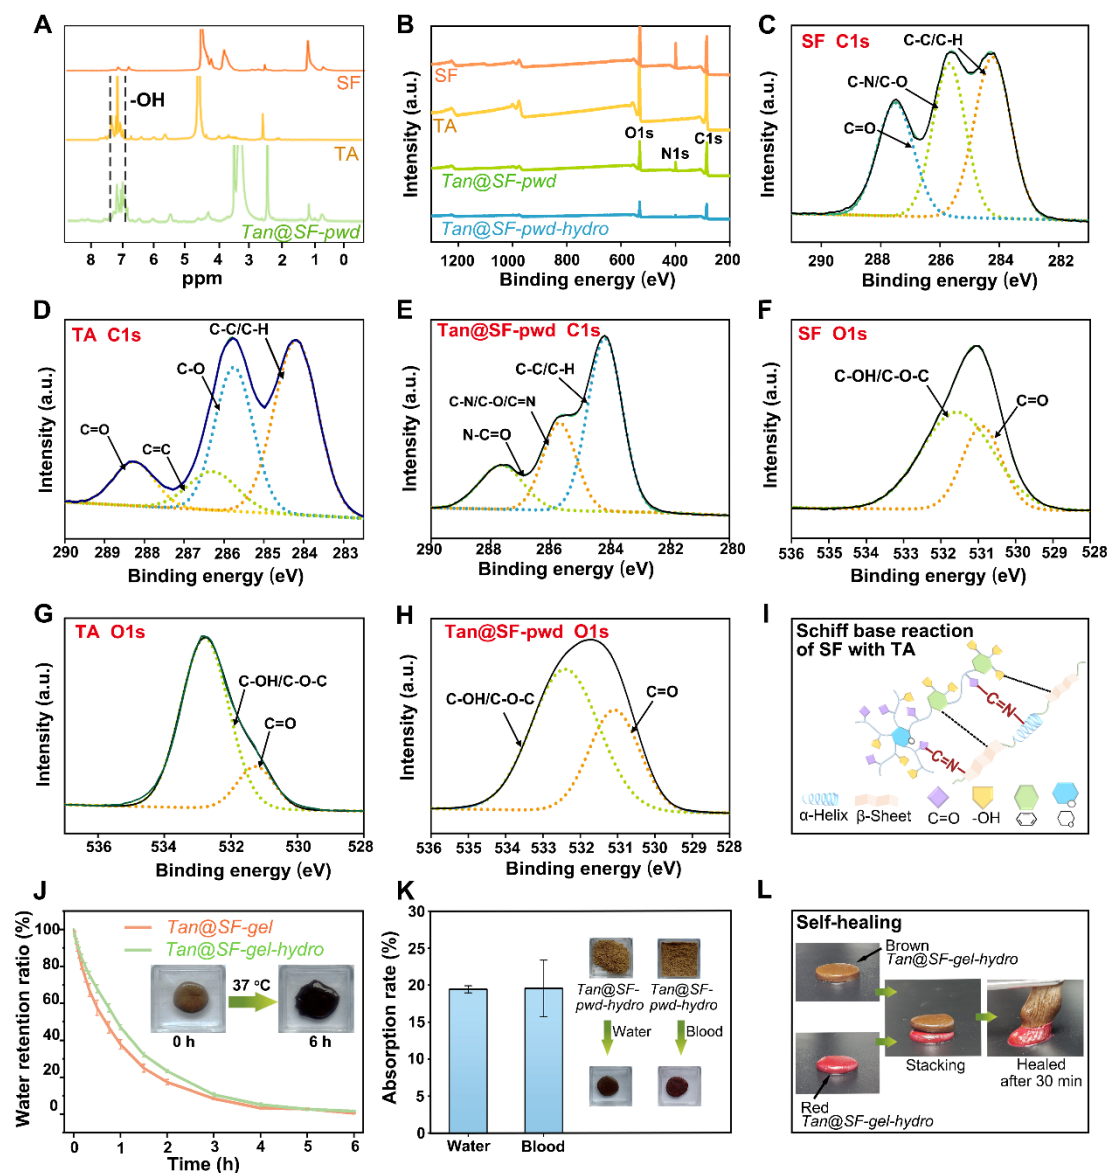 A
SF
-OH
TA
Tan@SF-pwd
8 7 6 5 4 3 2 1 0
ppm
B
Intensity (a.u.)
SF
TA
O1s
N1s
C1s
Tan@SF-pwd
Tan@SF-pwd-hydro
1200 1000 800 600 400 200
Binding energy (eV)
C
Intensity (a.u.)
SF C1s
C-C/C-H
C-N/C-O
C=O
290 288 286 284 282
Binding energy (eV)
D
Intensity (a.u.)
TA C1s
C-C/C-H
C-O
C=O
C=C
290 289 288 287 286 285 284 283
Binding energy (eV)
E
Intensity (a.u.)
Tan@SF-pwd C1s
C-C/C-H
C-N/C-O/C=N
N-C=O
290 288 286 284 282 280
Binding energy (eV)
F
Intensity (a.u.)
SF O1s
C-OH/C-O-C
C=O
536 535 534 533 532 531 530 529 528
Binding energy (eV)
G
Intensity (a.u.)
TA O1s
C-OH/C-O-C
C=O
536 534 532 530 528
Binding energy (eV)
H
Intensity (a.u.)
Tan@SF-pwd O1s
C-OH/C-O-C
C=O
536 535 534 533 532 531 530 529 528
Binding energy (eV)
I
Schiff base reaction
of SF with TA
C=N
C=N
α-Helix
β-Sheet
C=O
-OH
J
Water retention ratio (%)
100
80
60
40
20
0
Tan@SF-gel
Tan@SF-gel-hydro
37 °C
0 h
6 h
0 1 2 3 4 5 6
Time (h)
K
Absorption rate (%)
30
25
20
15
10
5
0
Tan@SF-
pwd-hydro
Tan@SF-
pwd-hydro
Water
Blood
Water
Blood
L
Self-healing
Brown
Tan@SF-gel-hydro
Stacking
Healed
after 30 min
Red
Tan@SF-gel-hydro